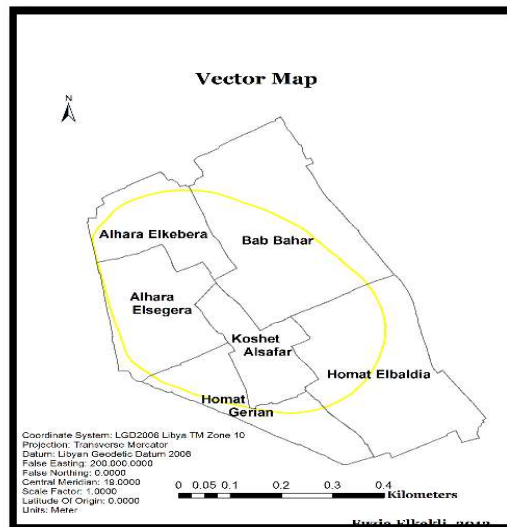 Vector Map
N
Alhara Elkebera
Bab Bahar
Alhara
Elsegera
Koshet
Alsafar
Homat Elbaldia
Homat
Gerian
Coordinate System: LGD2006 Libya TM Zone 10
Projection: Transverse Mercator
Datum: Libyan Geodetic Datum 2006
False Easting: 200,000.0000
False Northing: 0.0000
Central Meridian: 19.0000
Scale Factor: 1.0000
Latitude Of Origin: 0.0000
Units: Meter
0 0.05 0.1 0.2 0.3 0.4
Kilometers